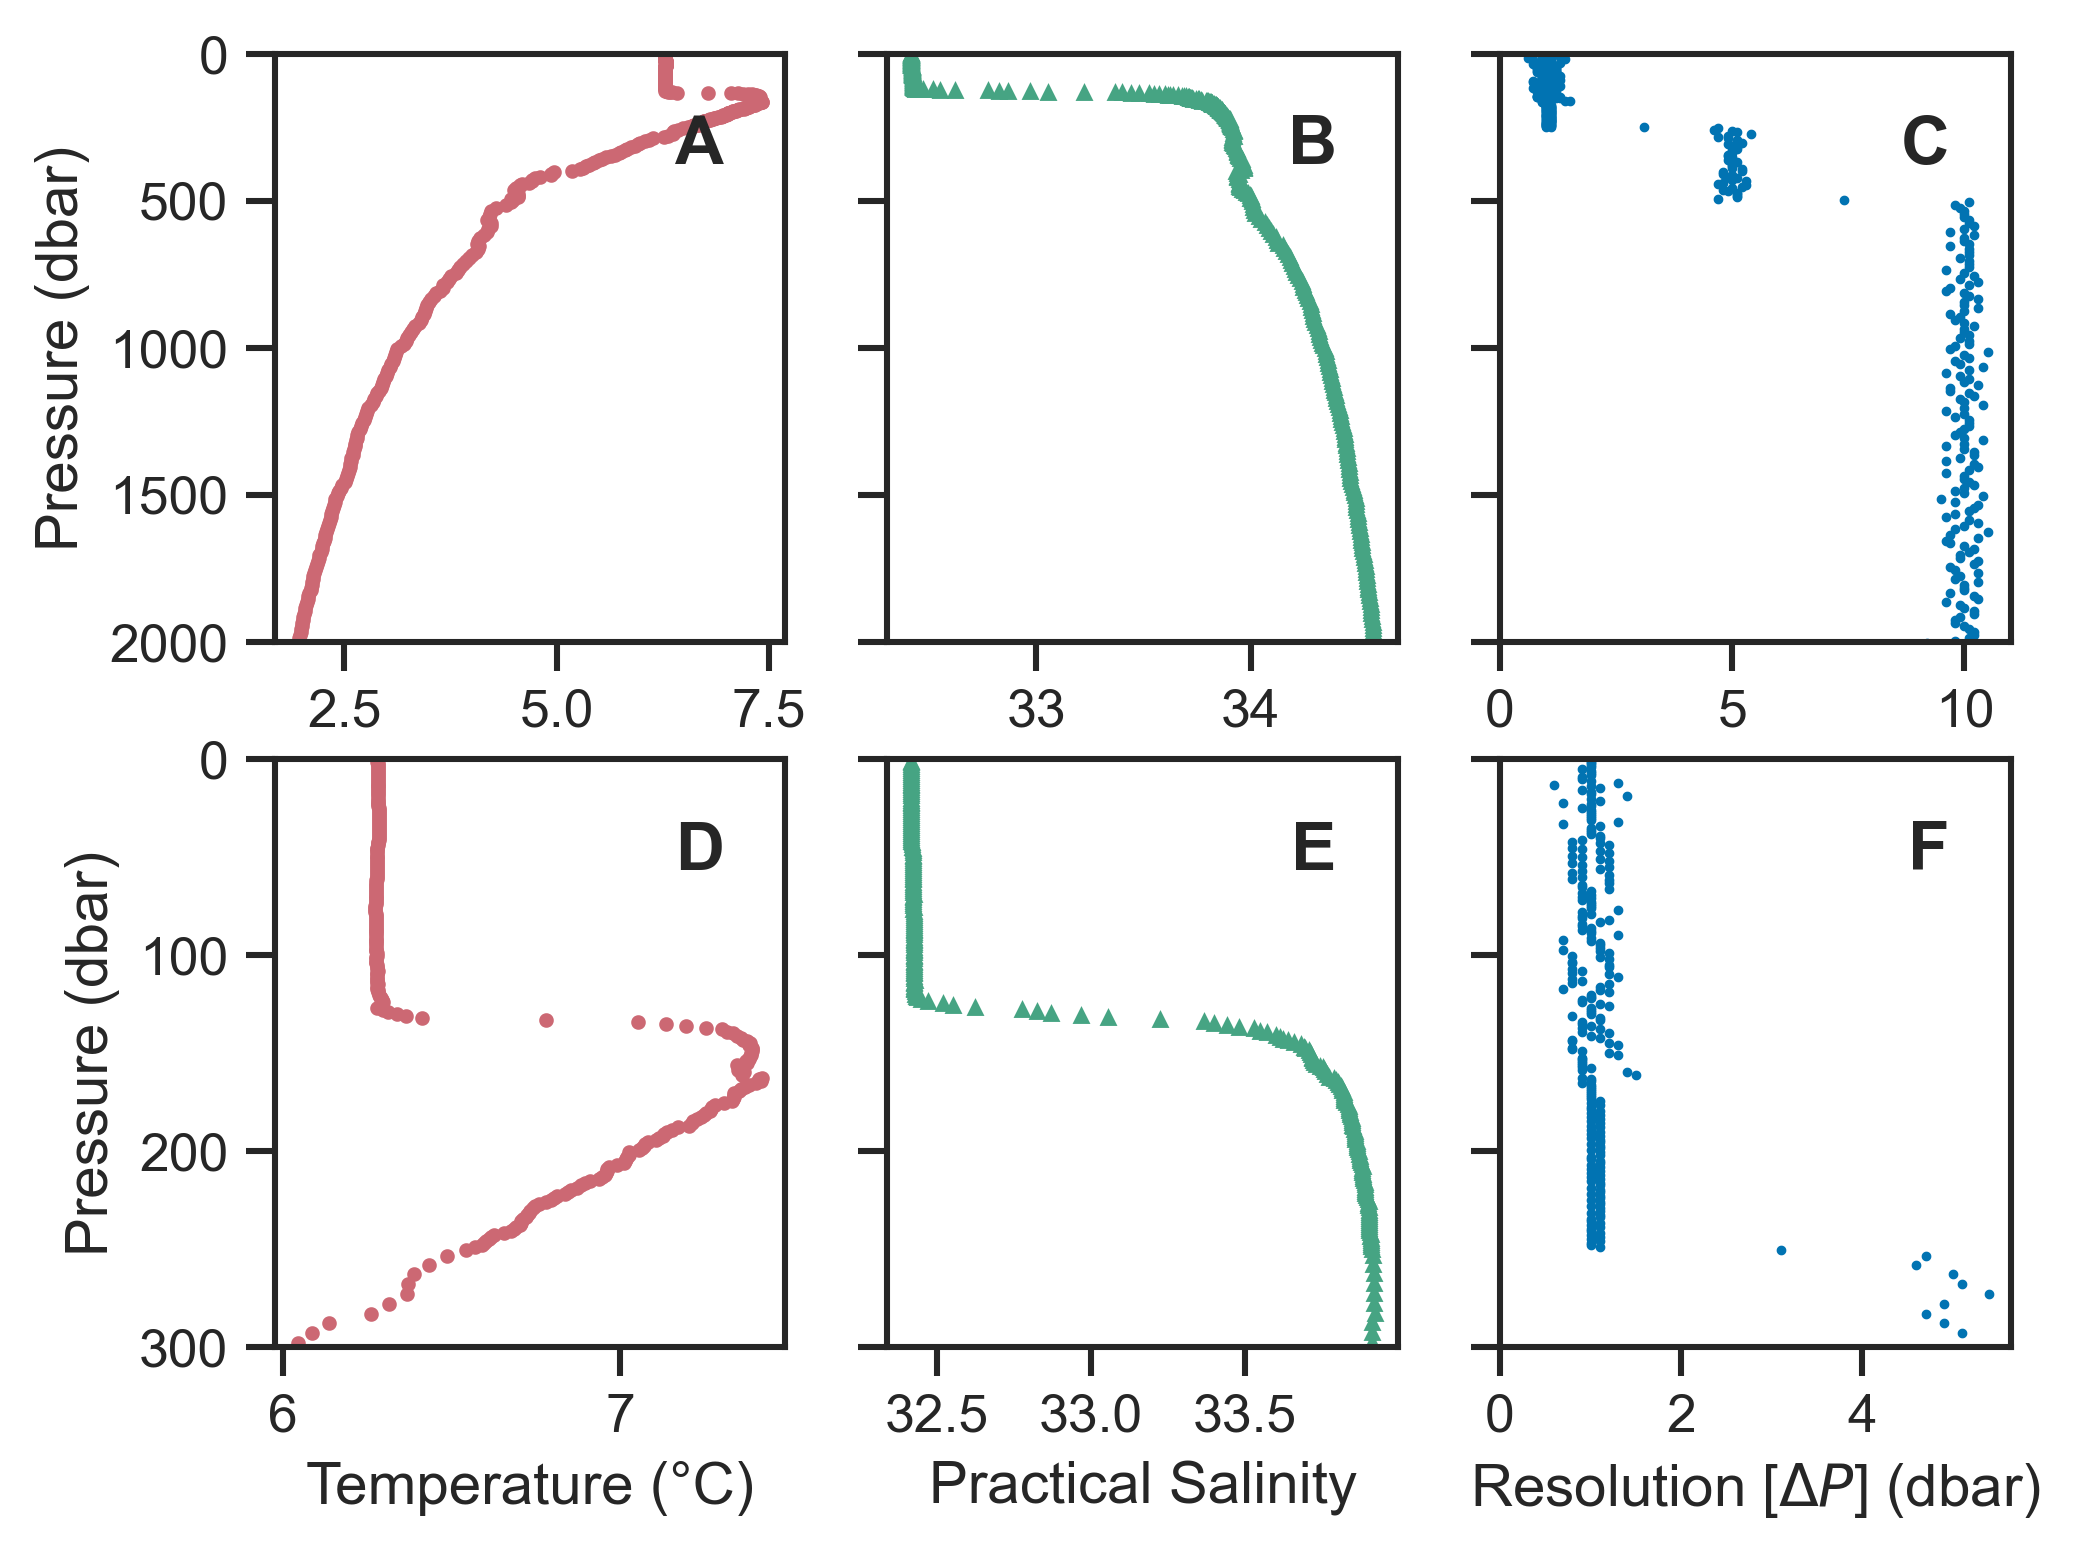 A
B
C
0
500
1000
1500
2000
Pressure (dbar)
2.5 5.0 7.5
33 34
0 5 10
D
E
F
0
100
200
300
Pressure (dbar)
6 7
32.5 33.0 33.5
0 2 4
Temperature (°C)
Practical Salinity
Resolution [ΔP] (dbar)